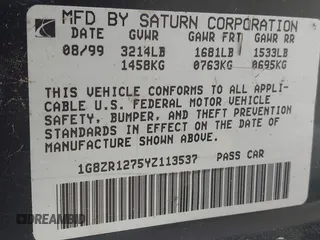 MFD BY SATURN CORPORATION
DATE GVWR GAWR FRT GAWR RR
08/99 3214LB 1681LB 1533LB
1458KG 0763KG 0695KG
THIS VEHICLE CONFORMS TO ALL APPLI-
CABLE U.S. FEDERAL MOTOR VEHICLE
SAFETY, BUMPER, AND THEFT PREVENTION
STANDARDS IN EFFECT ON THE DATE OF
MANUFACTURE SHOWN ABOVE.
1G8ZR1275YZ113537 PASS CAR
DREAMBID